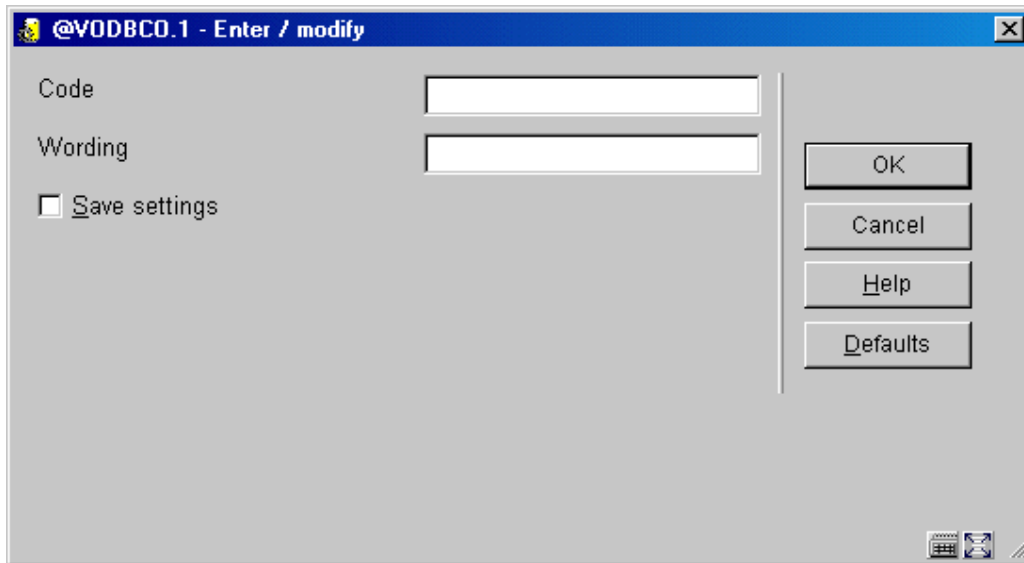 @VODBCO.1 - Enter / modify
Code
Wording
Save settings
OK
Cancel
Help
Defaults